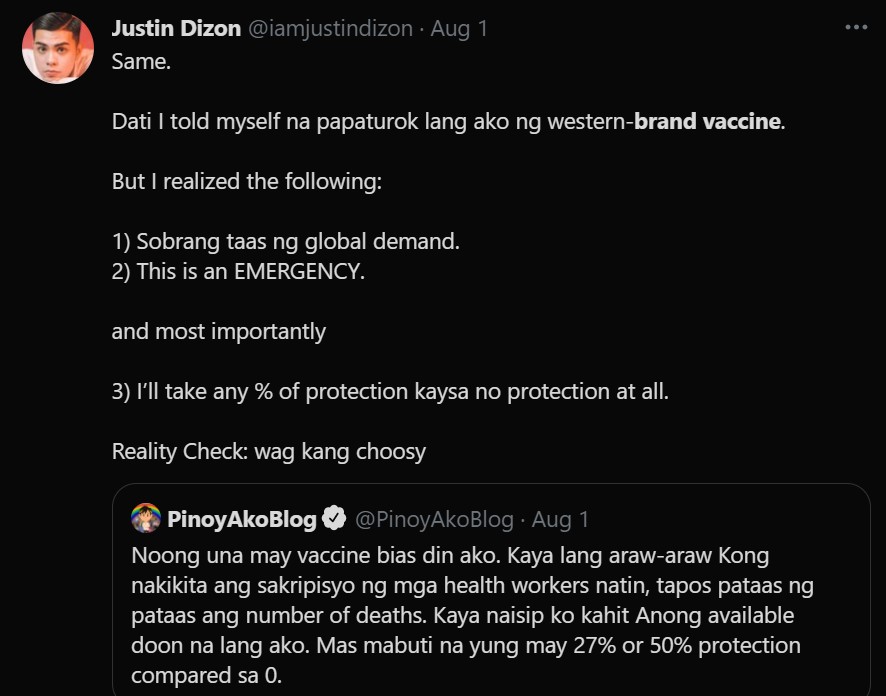 Justin Dizon @iamjustindizon · Aug 1
Same.
Dati I told myself na papaturok lang ako ng western-brand vaccine.
But I realized the following:
1) Sobrang taas ng global demand.
2) This is an EMERGENCY.
and most importantly
3) I’ll take any % of protection kaysa no protection at all.
Reality Check: wag kang choosy
PinoyAkoBlog @PinoyAkoBlog · Aug 1
Noong una may vaccine bias din ako. Kaya lang araw-araw Kong
nakikita ang sakripisyo ng mga health workers natin, tapos pataas ng
pataas ang number of deaths. Kaya naisip ko kahit Anong available
doon na lang ako. Mas mabuti na yung may 27% or 50% protection
compared sa 0.